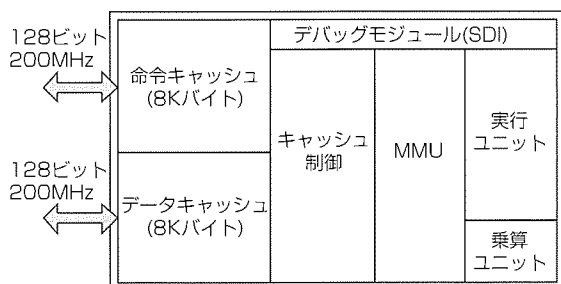 128ビット
200MHz
命令キャッシュ
(8Kバイト)
128ビット
200MHz
データキャッシュ
(8Kバイト)
デバッグモジュール(SDI)
キャッシュ
制御
MMU
実行
ユニット
乗算
ユニット